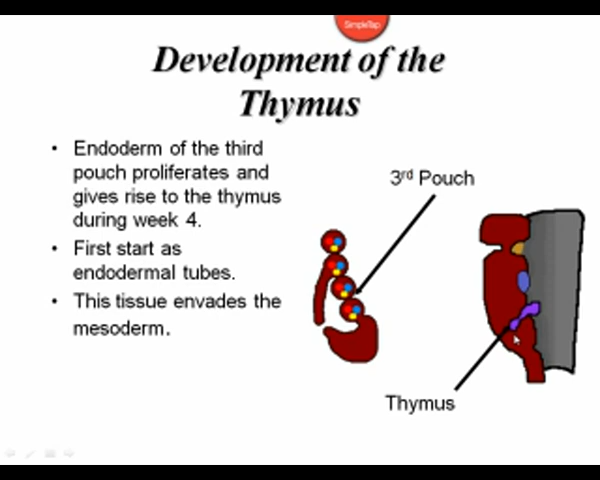 SimpleTap
Development of the
Thymus
• Endoderm of the third
pouch proliferates and
gives rise to the thymus
during week 4.
• First start as
endodermal tubes.
• This tissue envades the
mesoderm.
3rd Pouch
Thymus